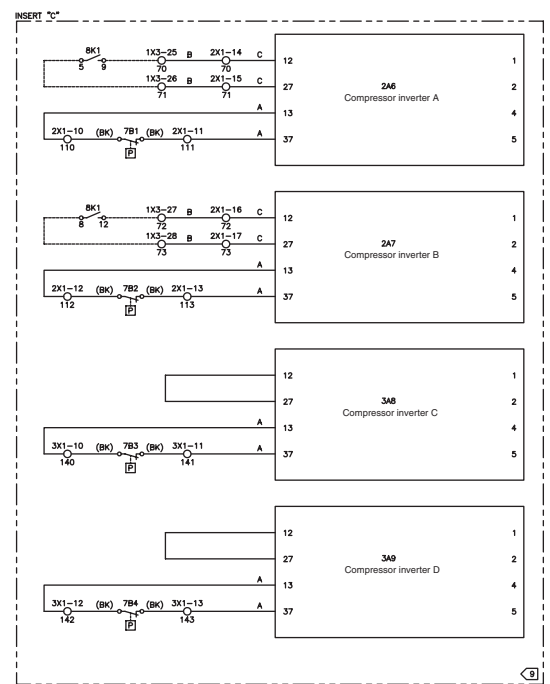 INSERT "C"
8K1 1X3-25 B 2X1-14 C 12 1
5 9 70 70
1X3-26 B 2X1-15 C 27 2A6 2
71 71 Compressor inverter A
A 13 4
2X1-10 (BK) 7B1 (BK) 2X1-11 A 37 5
110 P 111
8K1 1X3-27 B 2X1-16 C 12 1
8 12 72 72
1X3-28 B 2X1-17 C 27 2A7 2
73 73 Compressor inverter B
A 13 4
2X1-12 (BK) 7B2 (BK) 2X1-13 A 37 5
112 P 113
12 1
27 3A8 2
Compressor inverter C
A 13 4
3X1-10 (BK) 7B3 (BK) 3X1-11 A 37 5
140 P 141
12 1
27 3A9 2
Compressor inverter D
A 13 4
3X1-12 (BK) 7B4 (BK) 3X1-13 A 37 5
142 P 143
9